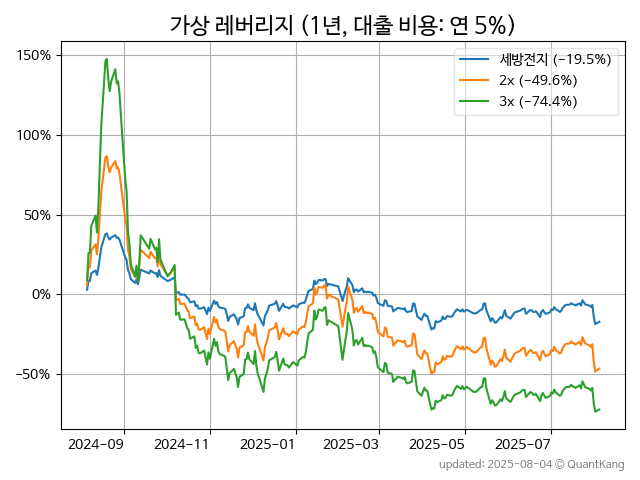 가상 레버리지 (1년, 대출 비용: 연 5%)
세방전지 (-19.5%)
2x (-49.6%)
3x (-74.4%)
150%
100%
50%
0%
-50%
2024-09 2024-11 2025-01 2025-03 2025-05 2025-07
updated: 2025-08-04 © QuantKang